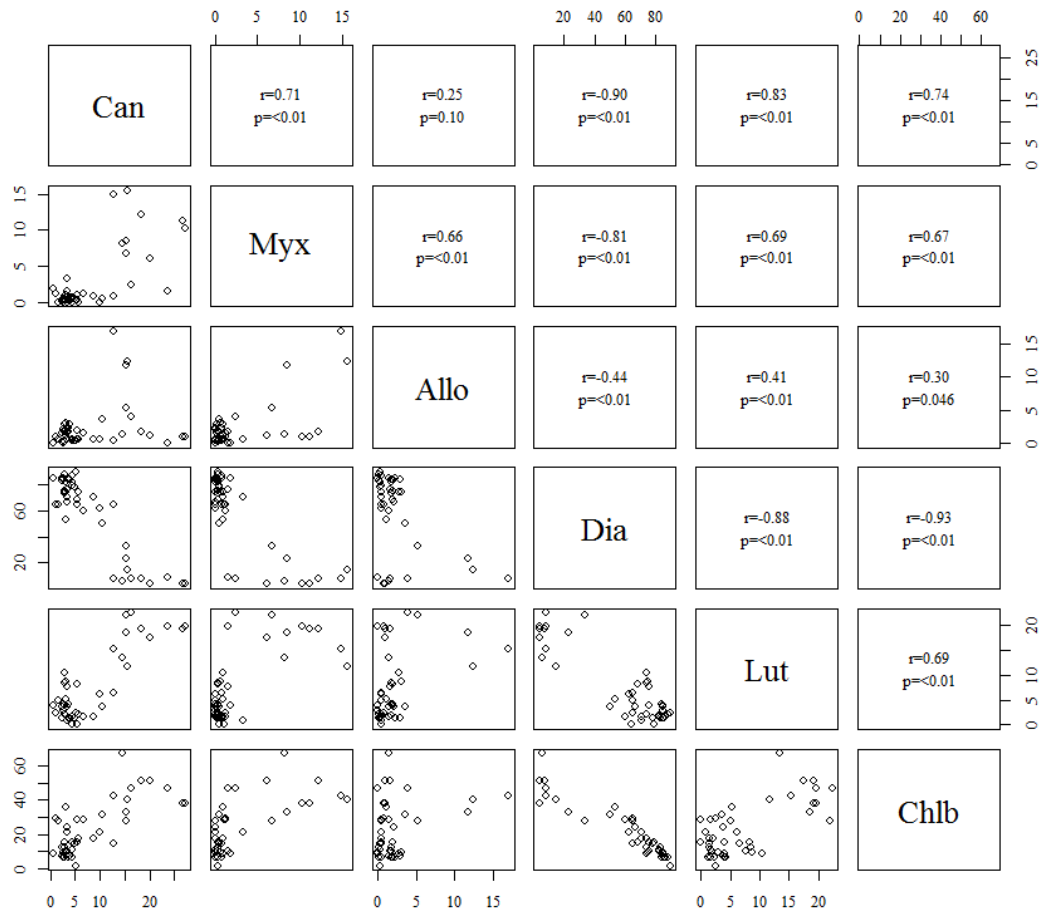 0 5 10 15
20 40 60 80
0 20 40 60
Can
r=0.71
p=<0.01
r=0.25
p=0.10
r=-0.90
p=<0.01
r=0.83
p=<0.01
r=0.74
p=<0.01
0 5 15 25
0 5 10 15
Myx
r=0.66
p=<0.01
r=-0.81
p=<0.01
r=0.69
p=<0.01
r=0.67
p=<0.01
Allo
r=-0.44
p=<0.01
r=0.41
p=<0.01
r=0.30
p=0.046
0 5 10 15
20 60
Dia
r=-0.88
p=<0.01
r=-0.93
p=<0.01
Lut
r=0.69
p=<0.01
0 5 10 20
0 20 40 60
Chlb
0 5 10 20
0 5 10 15
20 40 60 80
0 5 10 20